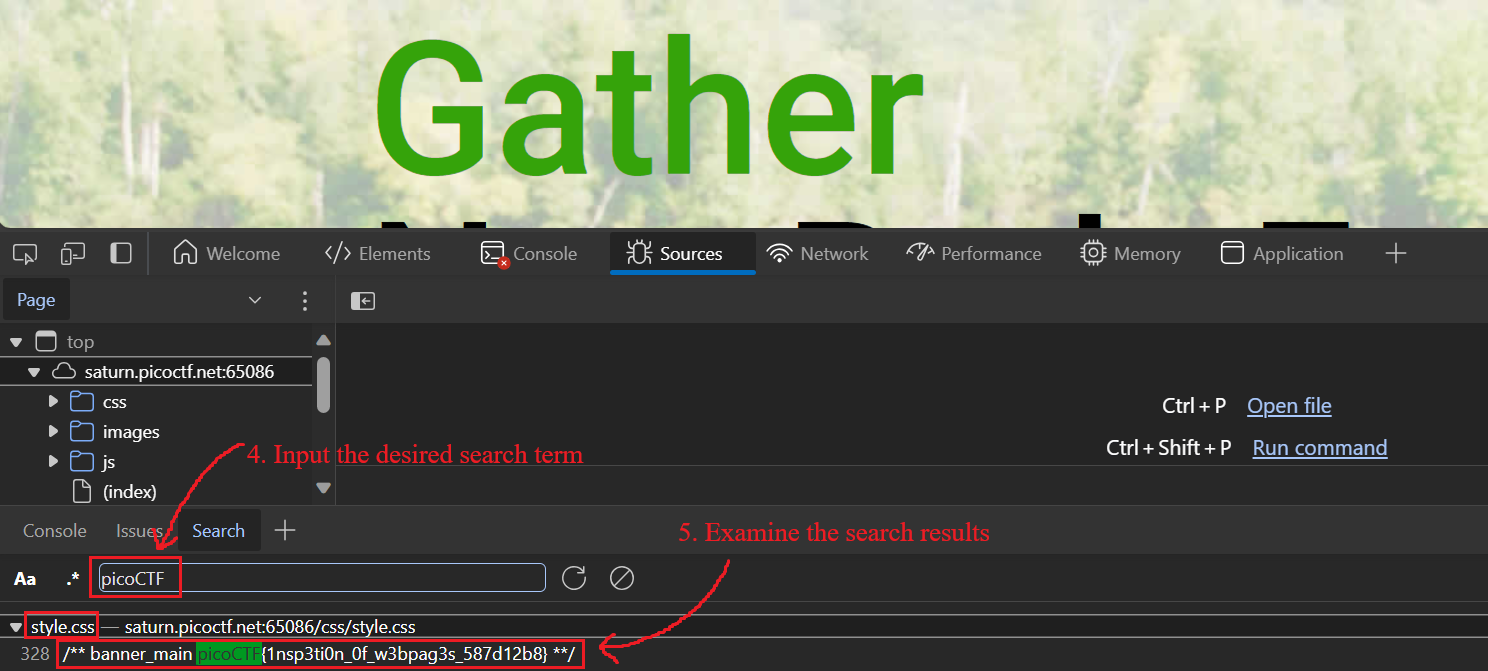 Gather
Welcome
Elements
Console
Sources
Network
Performance
Memory
Application
Page
top
saturn.picoctf.net:65086
css
images
js
(index)
Ctrl + P Open file
Ctrl + Shift + P Run command
4. Input the desired search term
Console Issues Search
5. Examine the search results
Aa .* picoCTF
style.css — saturn.picoctf.net:65086/css/style.css
328 /** banner_main picoCTF{1nsp3ti0n_0f_w3bpag3s_587d12b8} **/